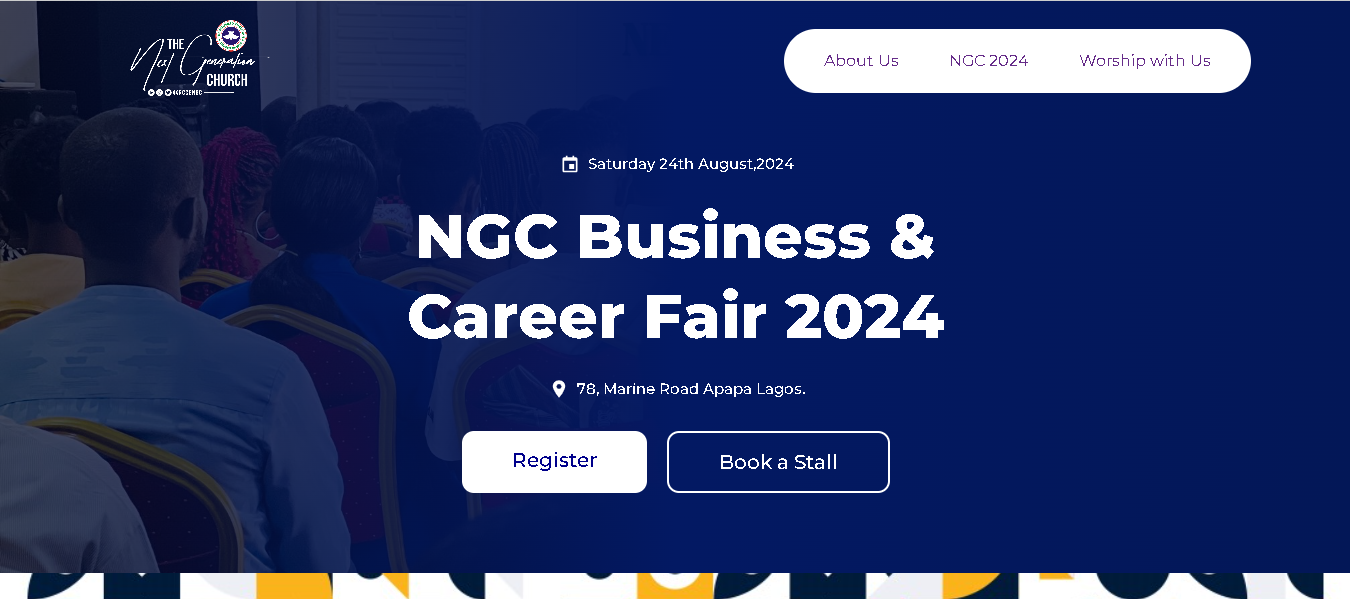 THE
Next Generation
CHURCH
About Us
NGC 2024
Worship with Us
Saturday 24th August,2024
NGC Business &
Career Fair 2024
78, Marine Road Apapa Lagos.
Register
Book a Stall